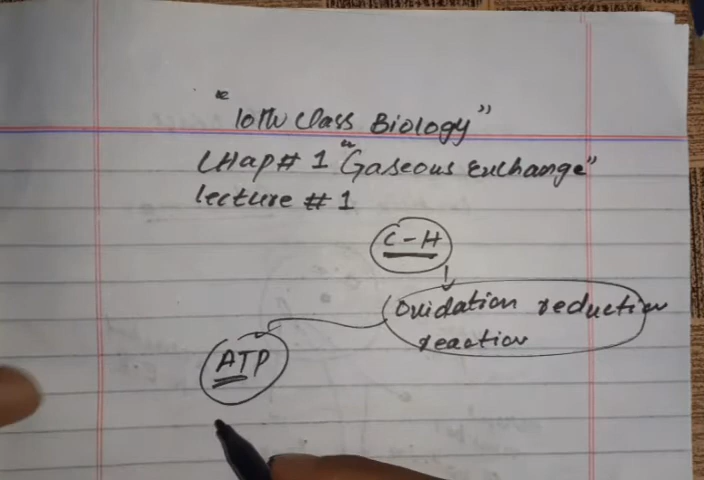 "10th Class Biology"
Chap # 1 "Gaseous Exchange"
lecture # 1
C-H
Oxidation reduction
reaction
ATP